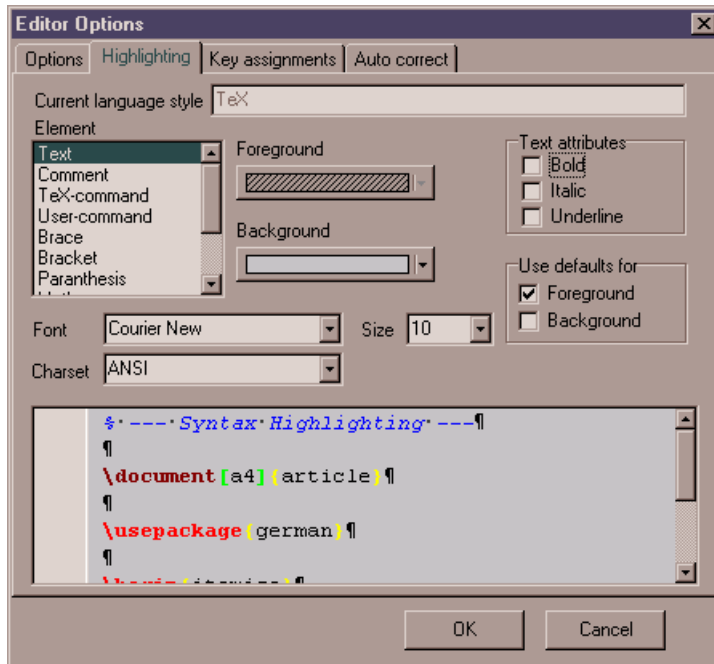 Editor Options
Options Highlighting Key assignments Auto correct
Current language style TeX
Element
Text
Comment
TeX-command
User-command
Brace
Bracket
Paranthesis
Foreground
Background
Text attributes
Bold
Italic
Underline
Use defaults for
Foreground
Background
Font Courier New Size 10
Charset ANSI
%·---·Syntax·Highlighting·---¶
¶
\document[a4]{article}¶
¶
\usepackage{german}¶
¶
OK Cancel